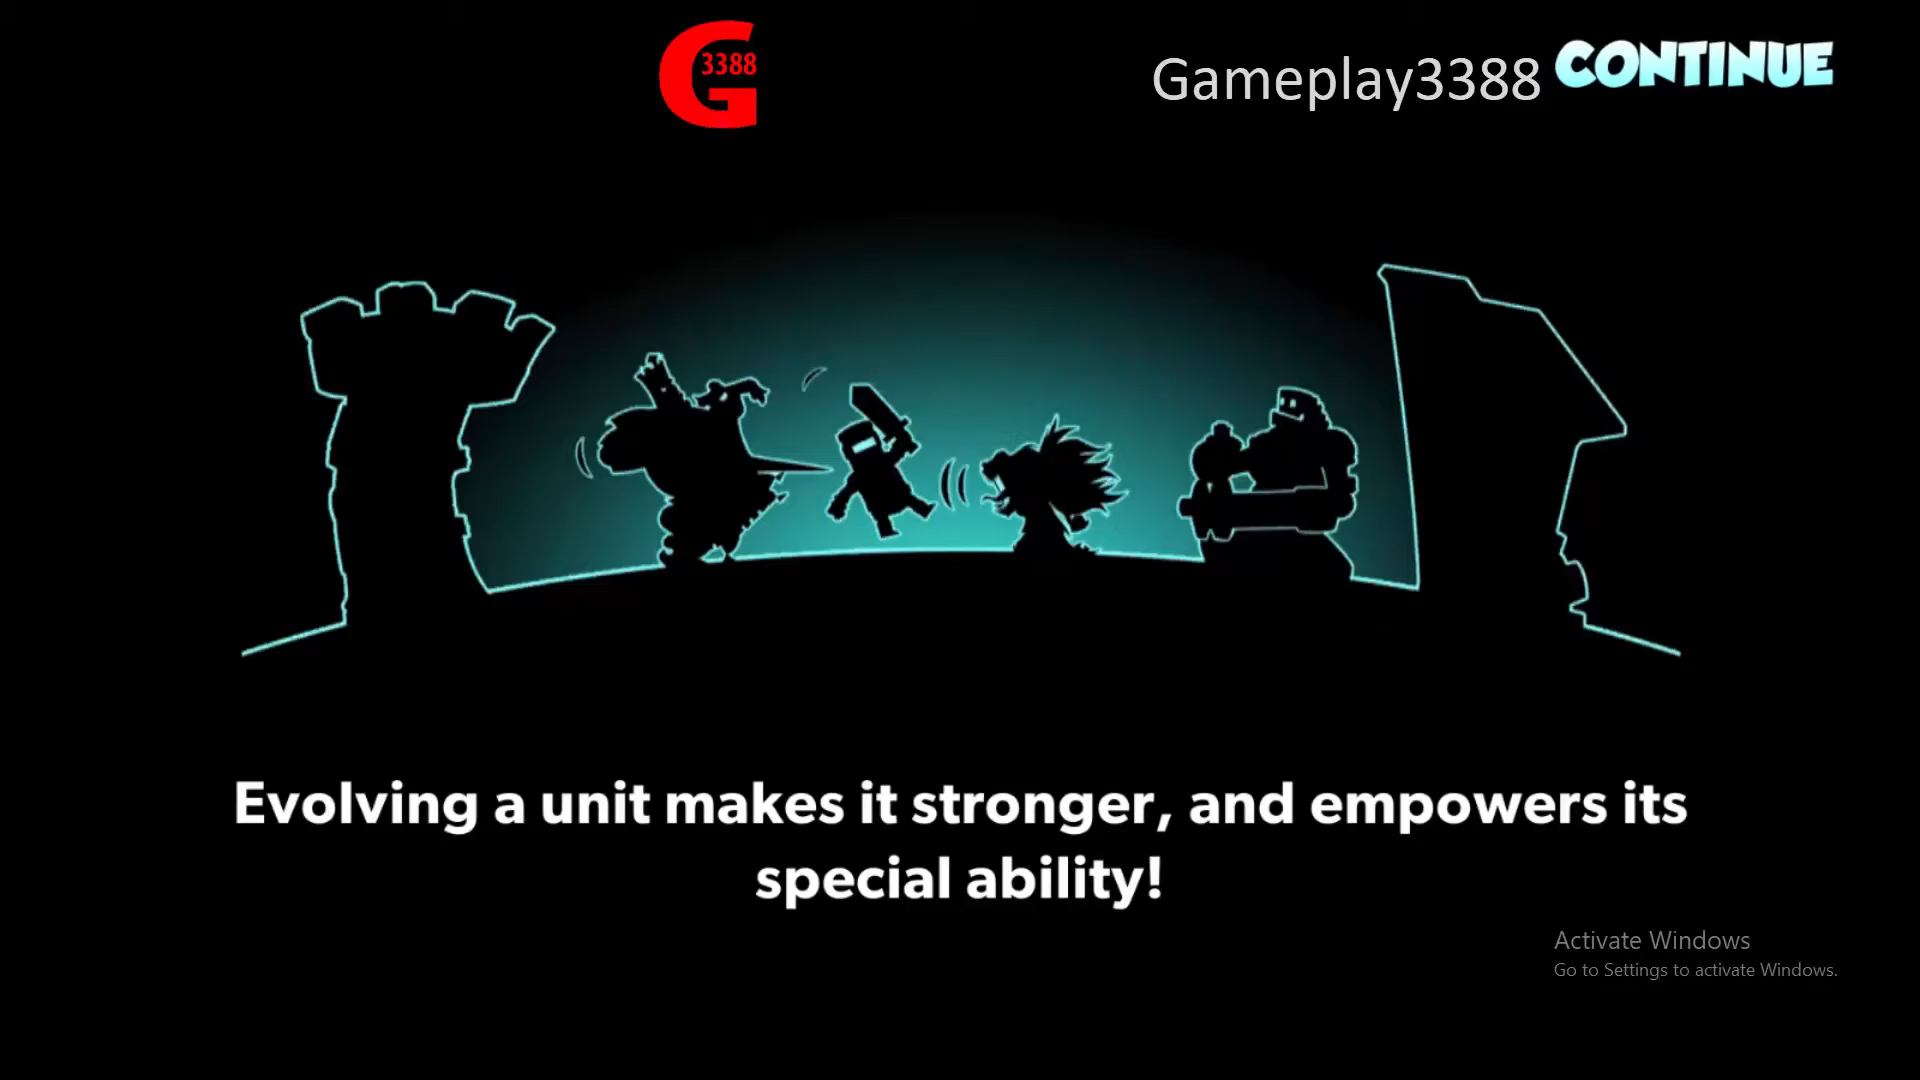 G 3388
Gameplay3388
CONTINUE
Evolving a unit makes it stronger, and empowers its
special ability!
Activate Windows
Go to Settings to activate Windows.